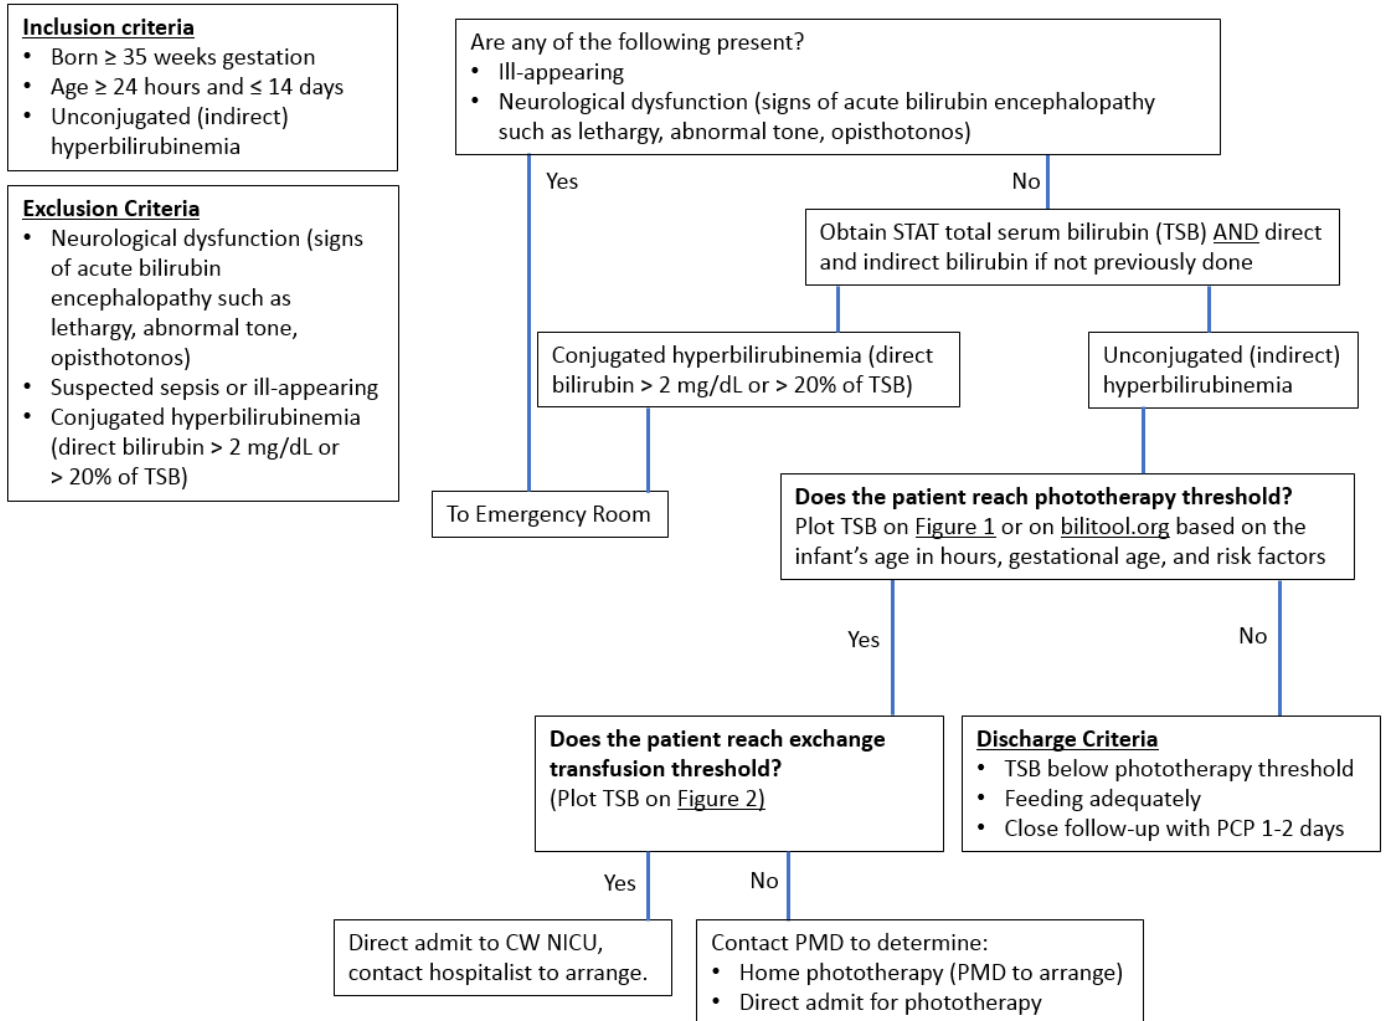 Inclusion criteria
• Born ≥ 35 weeks gestation
• Age ≥ 24 hours and ≤ 14 days
• Unconjugated (indirect)
hyperbilirubinemia
Exclusion Criteria
• Neurological dysfunction (signs
of acute bilirubin
encephalopathy such as
lethargy, abnormal tone,
opisthotonos)
• Suspected sepsis or ill-appearing
• Conjugated hyperbilirubinemia
(direct bilirubin > 2 mg/dL or
> 20% of TSB)
Are any of the following present?
• Ill-appearing
• Neurological dysfunction (signs of acute bilirubin encephalopathy
such as lethargy, abnormal tone, opisthotonos)
Yes
No
Obtain STAT total serum bilirubin (TSB) AND direct
and indirect bilirubin if not previously done
Conjugated hyperbilirubinemia (direct
bilirubin > 2 mg/dL or > 20% of TSB)
Unconjugated (indirect)
hyperbilirubinemia
To Emergency Room
Does the patient reach phototherapy threshold?
Plot TSB on Figure 1 or on bilitool.org based on the
infant's age in hours, gestational age, and risk factors
Yes
No
Does the patient reach exchange
transfusion threshold?
(Plot TSB on Figure 2)
Discharge Criteria
• TSB below phototherapy threshold
• Feeding adequately
• Close follow-up with PCP 1-2 days
Yes
No
Direct admit to CW NICU,
contact hospitalist to arrange.
Contact PMD to determine:
• Home phototherapy (PMD to arrange)
• Direct admit for phototherapy